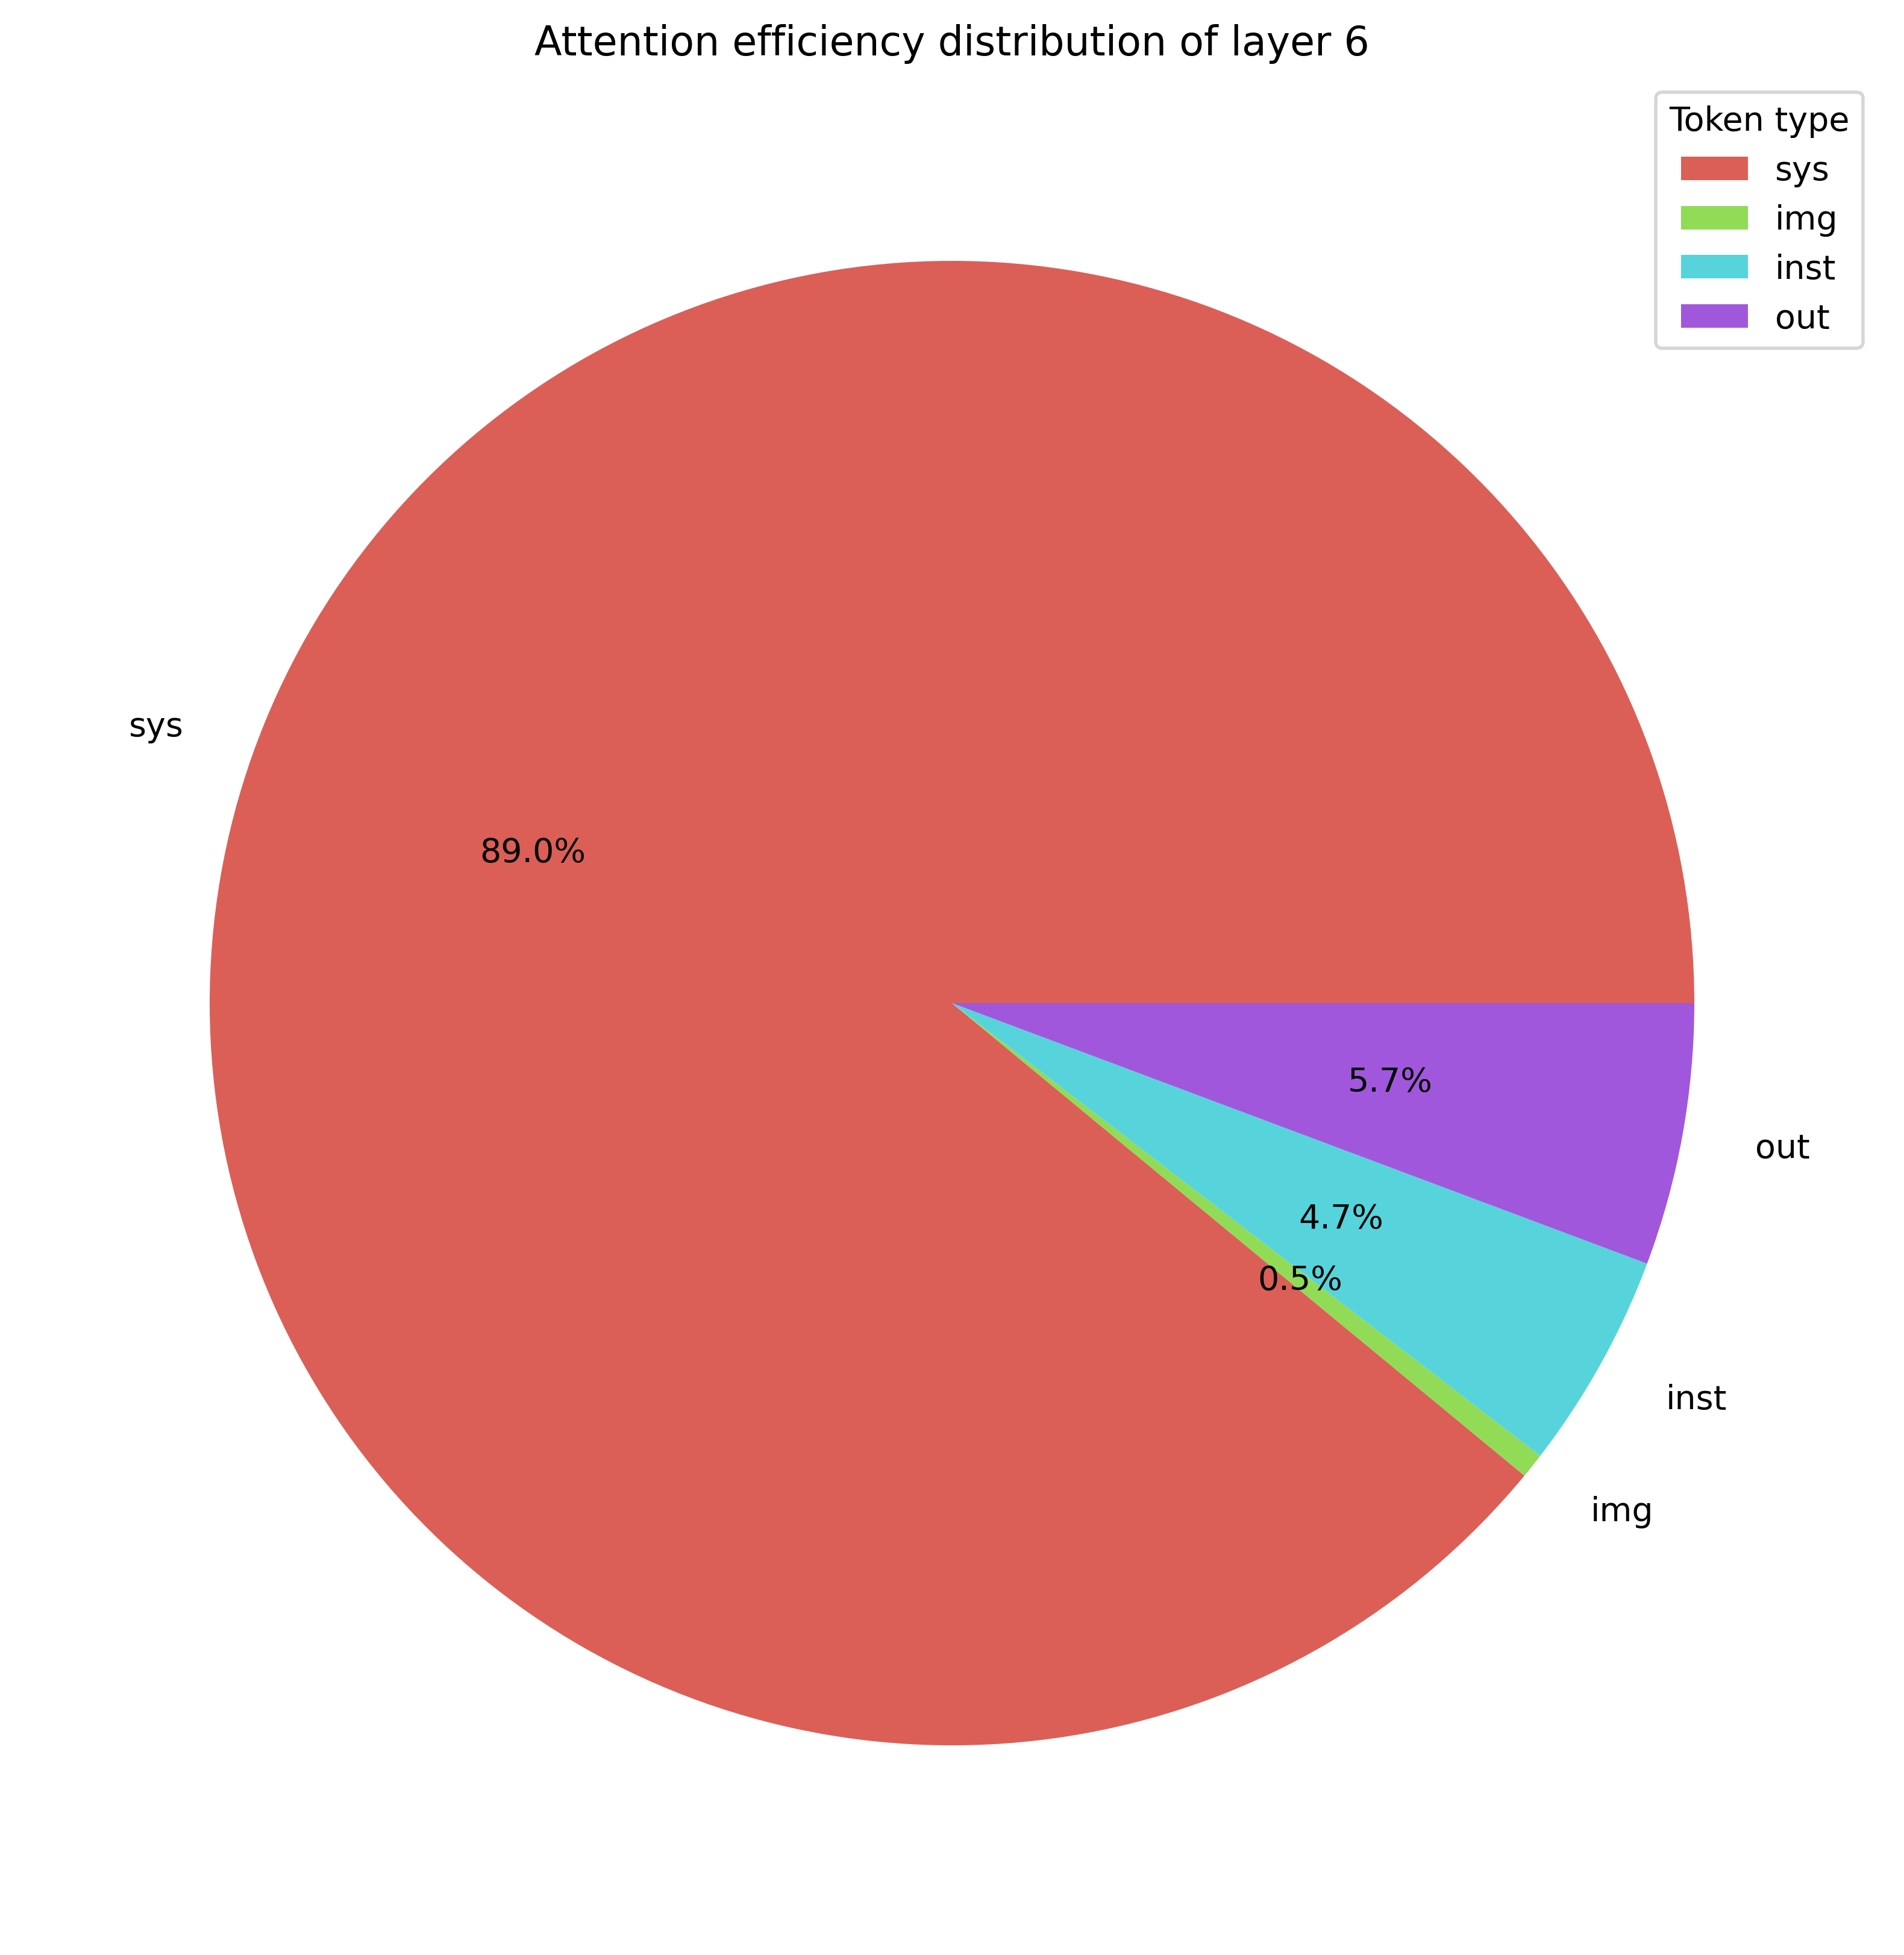 Attention efficiency distribution of layer 6
Token type
sys
img
inst
out
sys
89.0%
5.7%
out
4.7%
0.5%
inst
img